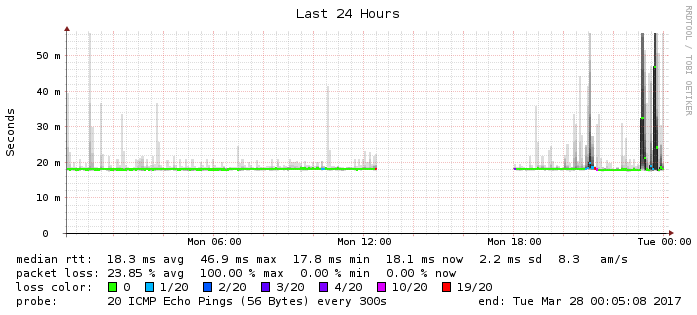 Last 24 Hours
RRDTOOL / TOBI OETIKER
Seconds
50 m
40 m
30 m
20 m
10 m
0
Mon 06:00 Mon 12:00 Mon 18:00 Tue 00:00
median rtt: 18.3 ms avg 46.9 ms max 17.8 ms min 18.1 ms now 2.2 ms sd 8.3 am/s
packet loss: 23.85 % avg 100.00 % max 0.00 % min 0.00 % now
loss color: 0 1/20 2/20 3/20 4/20 10/20 19/20
probe: 20 ICMP Echo Pings (56 Bytes) every 300s end: Tue Mar 28 00:05:08 2017